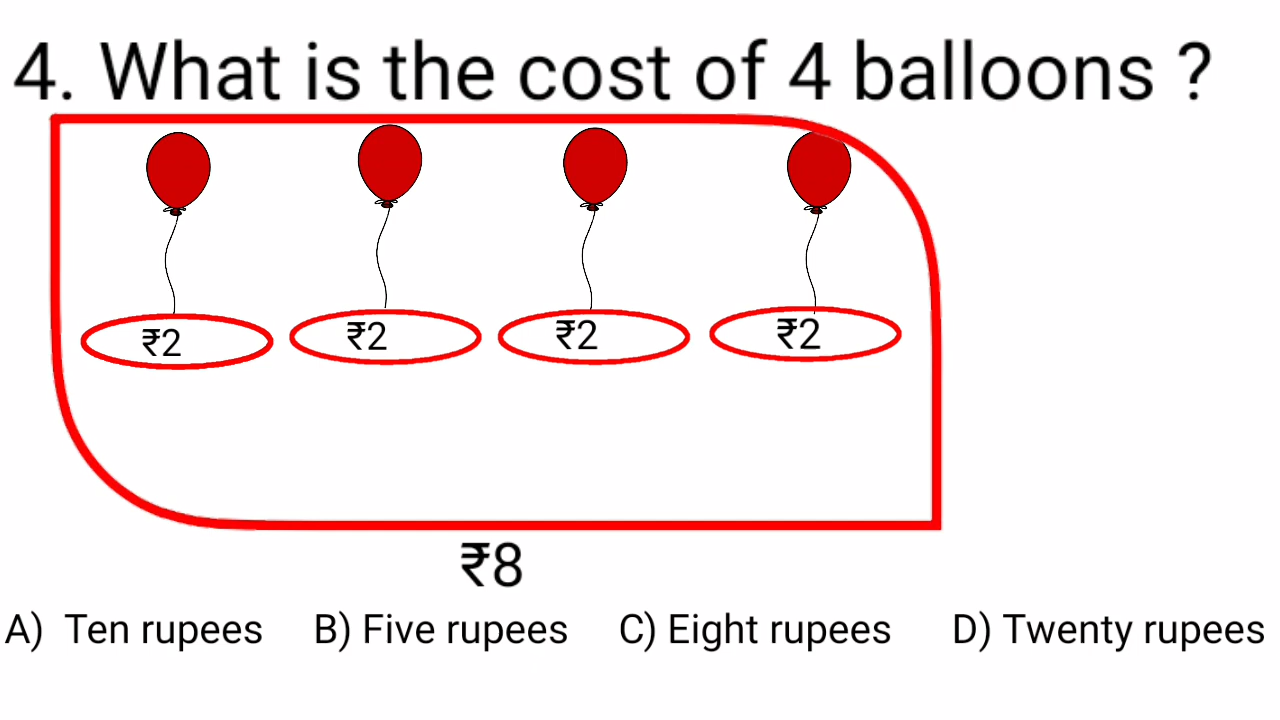 4. What is the cost of 4 balloons ?
₹2 ₹2 ₹2 ₹2
₹8
A) Ten rupees B) Five rupees C) Eight rupees D) Twenty rupees